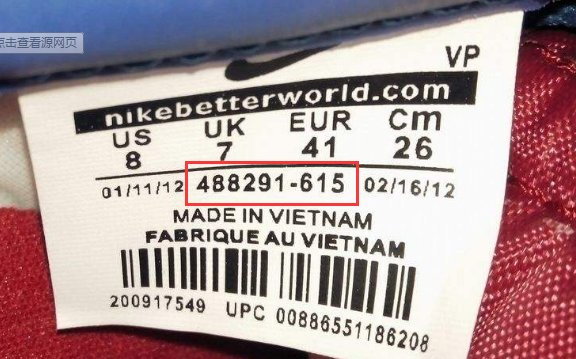 点击查看源网页
VP
nikebetterworld.com
US UK EUR Cm
8 7 41 26
01/11/12 488291-615 02/16/12
MADE IN VIETNAM
FABRIQUE AU VIETNAM
200917549 UPC 00886551186208